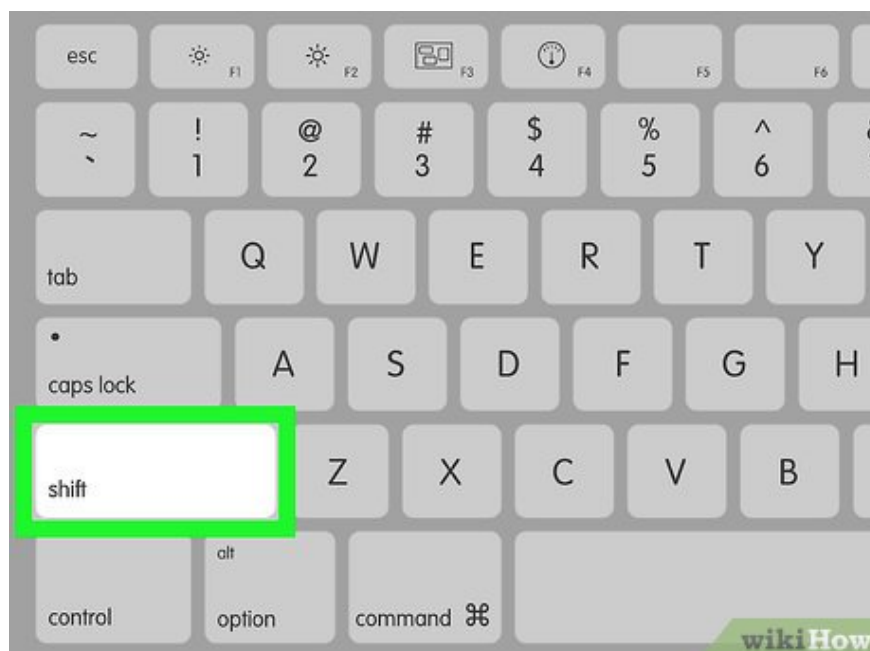 esc F1 F2 F3 F4 F5 F6
~ ! @ # $ % ^
` 1 2 3 4 5 6
tab Q W E R T Y
caps lock A S D F G H
shift Z X C V B
alt
control option command ⌘
wikiHow